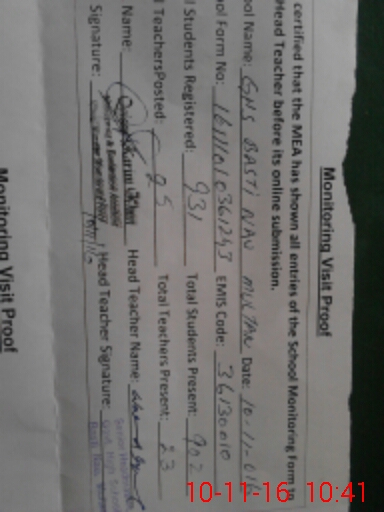 Monitoring Visit Proof
certified that the MEA has shown all entries of the School Monitoring Form to
Head Teacher before its online submission.
ool Name: GHS BASTI NAU MULTAN Date: 10-11-016
ool Form No: EMIS Code: 36130010
l Students Registered: 931 Total Students Present: 902
l TeachersPosted: 25 Total Teachers Present: 23
Name: Head Teacher Name:
Signature: Head Teacher Signature:
Monitoring Visit Proof
10-11-16 10:41